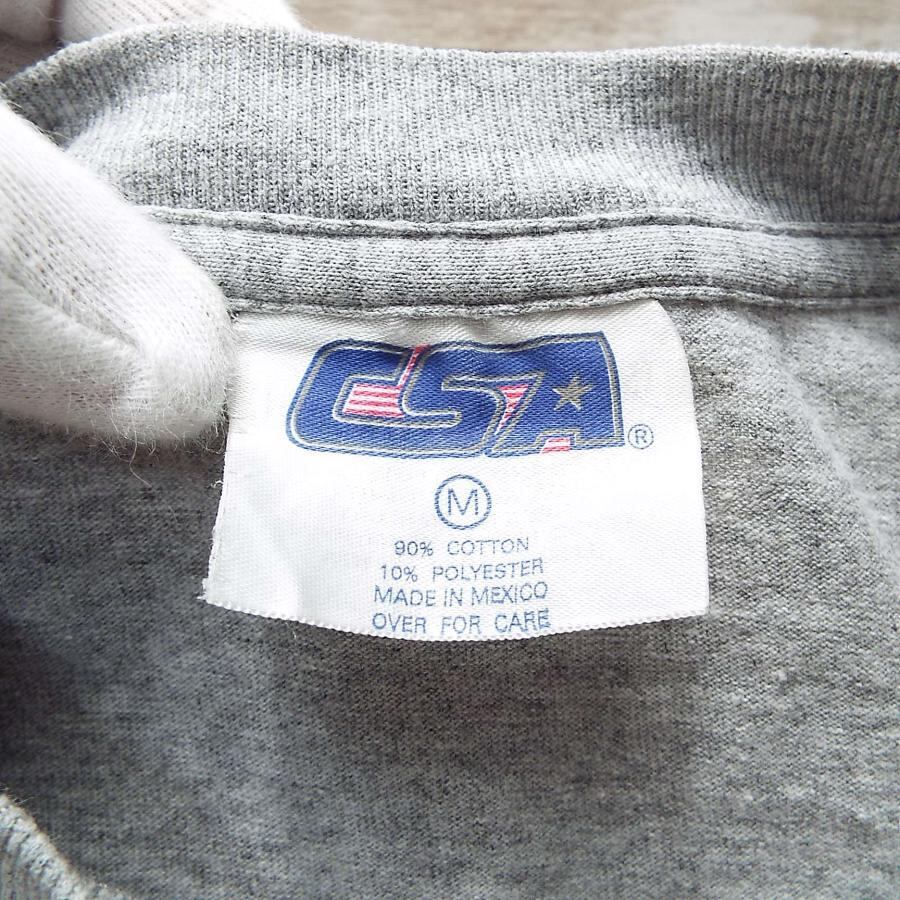 CSA ®
M
90% COTTON
10% POLYESTER
MADE IN MEXICO
OVER FOR CARE